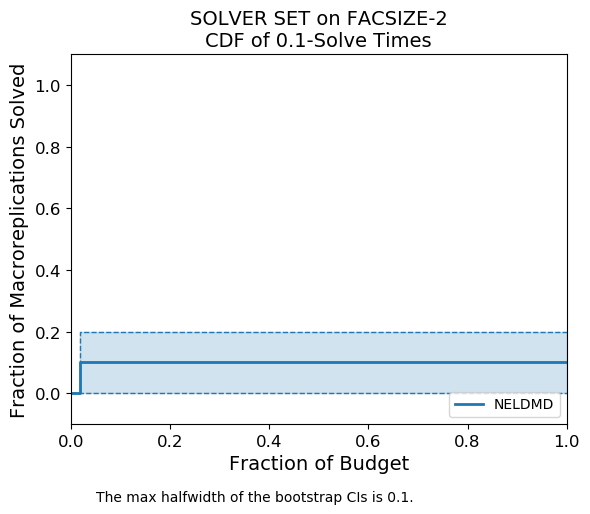 SOLVER SET on FACSIZE-2
CDF of 0.1-Solve Times
Fraction of Macroreplications Solved
1.0
0.8
0.6
0.4
0.2
0.0
NELDMD
0.0 0.2 0.4 0.6 0.8 1.0
Fraction of Budget
The max halfwidth of the bootstrap CIs is 0.1.